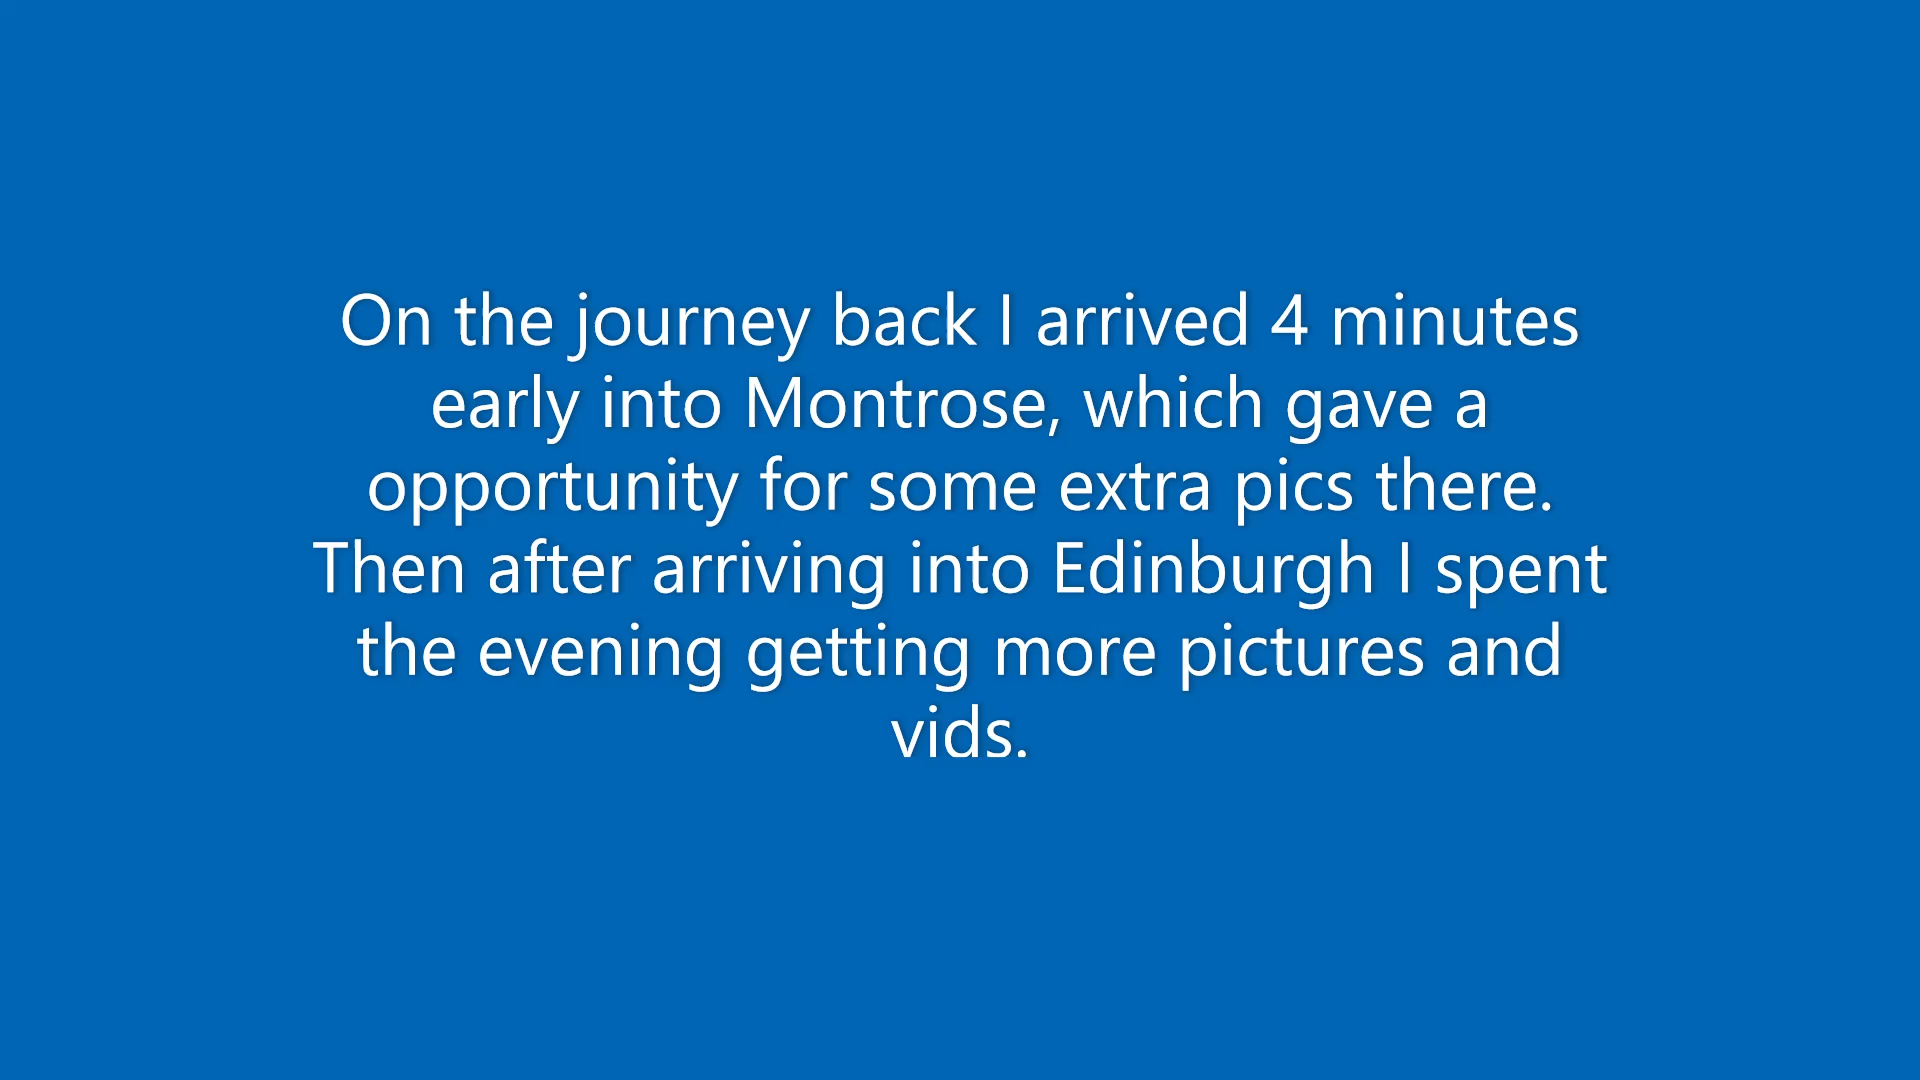 On the journey back I arrived 4 minutes
early into Montrose, which gave a
opportunity for some extra pics there.
Then after arriving into Edinburgh I spent
the evening getting more pictures and
vids.